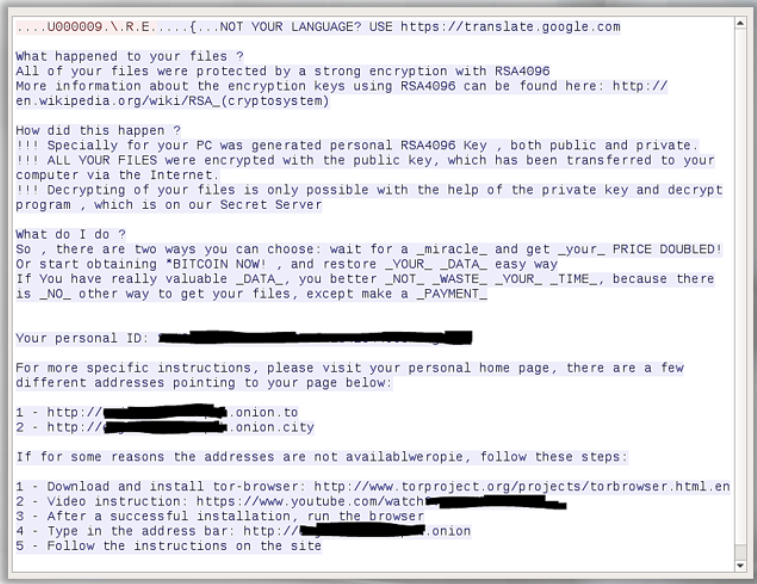 ....U000009.\.R.E.....{...NOT YOUR LANGUAGE? USE https://translate.google.com
What happened to your files ?
All of your files were protected by a strong encryption with RSA4096
More information about the encryption keys using RSA4096 can be found here: http://
en.wikipedia.org/wiki/RSA_(cryptosystem)
How did this happen ?
!!! Specially for your PC was generated personal RSA4096 Key , both public and private.
!!! ALL YOUR FILES were encrypted with the public key, which has been transferred to your
computer via the Internet.
!!! Decrypting of your files is only possible with the help of the private key and decrypt
program , which is on our Secret Server
What do I do ?
So , there are two ways you can choose: wait for a _miracle_ and get _your_ PRICE DOUBLED!
Or start obtaining *BITCOIN NOW! , and restore _YOUR_ _DATA_ easy way
If You have really valuable _DATA_, you better _NOT_ _WASTE_ _YOUR_ _TIME_, because there
is _NO_ other way to get your files, except make a _PAYMENT_
Your personal ID:
For more specific instructions, please visit your personal home page, there are a few
different addresses pointing to your page below:
1 - http:// .onion.to
2 - http:// .onion.city
If for some reasons the addresses are not availablweropie, follow these steps:
1 - Download and install tor-browser: http://www.torproject.org/projects/torbrowser.html.en
2 - Video instruction: https://www.youtube.com/watch
3 - After a successful installation, run the browser
4 - Type in the address bar: http:// .onion
5 - Follow the instructions on the site